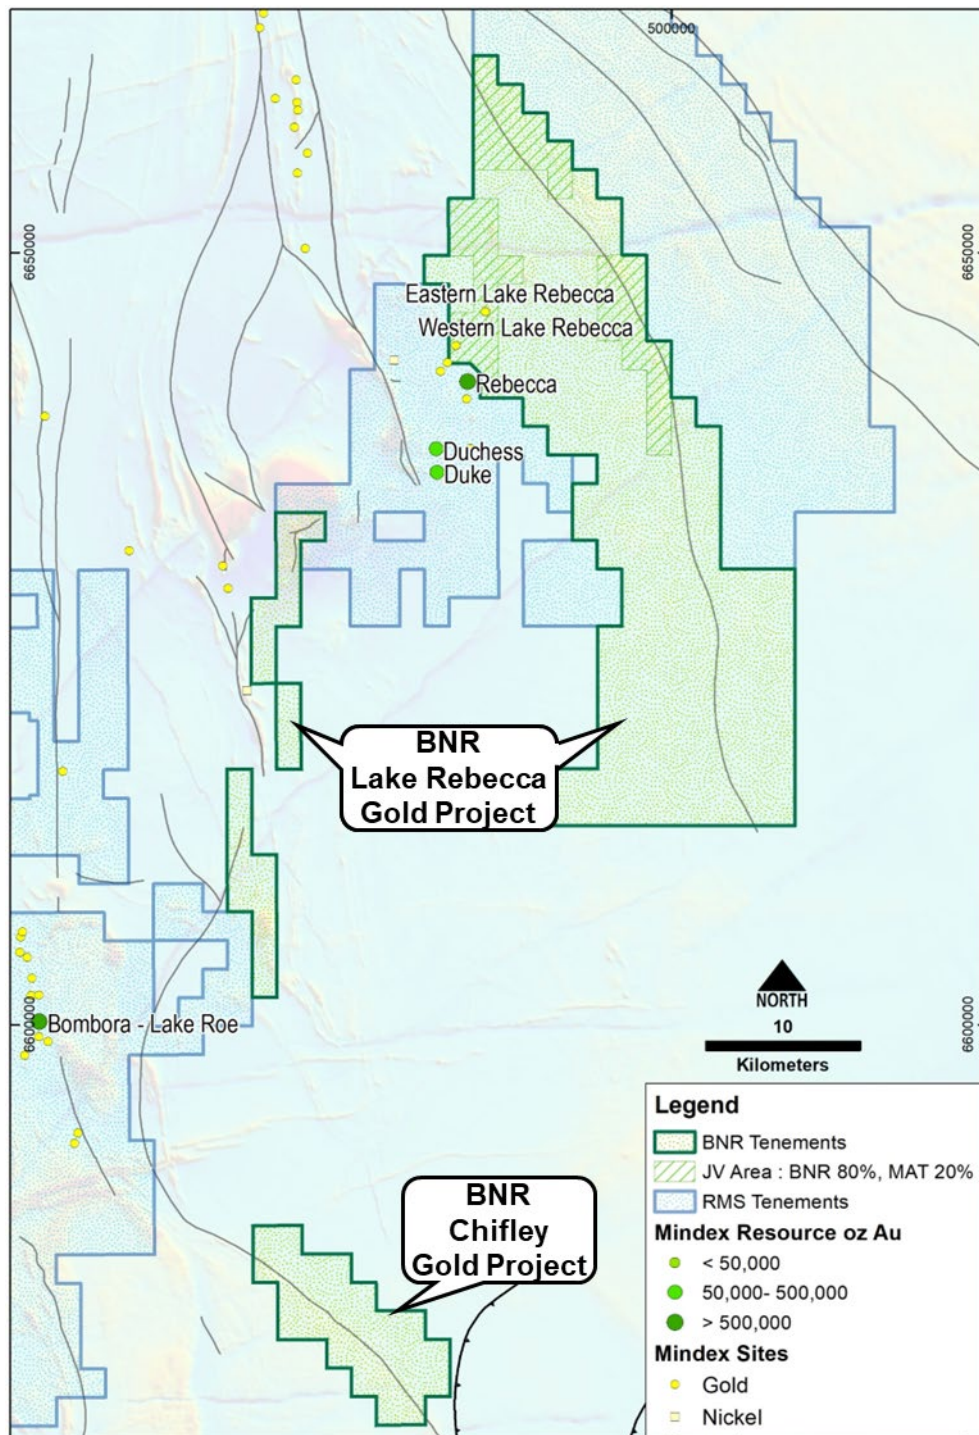 500000
6650000
6650000
Eastern Lake Rebecca
Western Lake Rebecca
Rebecca
Duchess
Duke
BNR
Lake Rebecca
Gold Project
6600000
6600000
Bombora - Lake Roe
NORTH
10
Kilometers
BNR
Chifley
Gold Project
Legend
BNR Tenements
JV Area : BNR 80%, MAT 20%
RMS Tenements
Mindex Resource oz Au
< 50,000
50,000- 500,000
> 500,000
Mindex Sites
Gold
Nickel